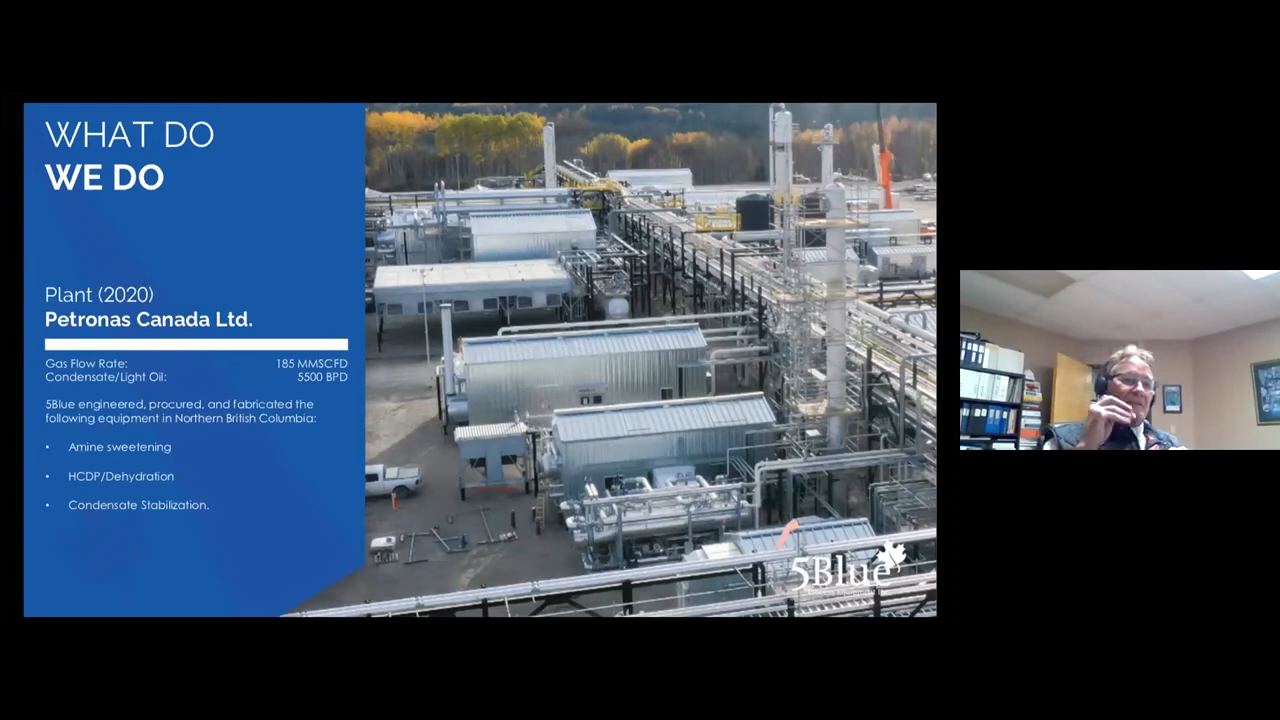 WHAT DO
WE DO
Plant (2020)
Petronas Canada Ltd.
Gas Flow Rate: 185 MMSCFD
Condensate/Light Oil: 5500 BPD
5Blue engineered, procured, and fabricated the
following equipment in Northern British Columbia:
• Amine sweetening
• HCDP/Dehydration
• Condensate Stabilization.
5Blue